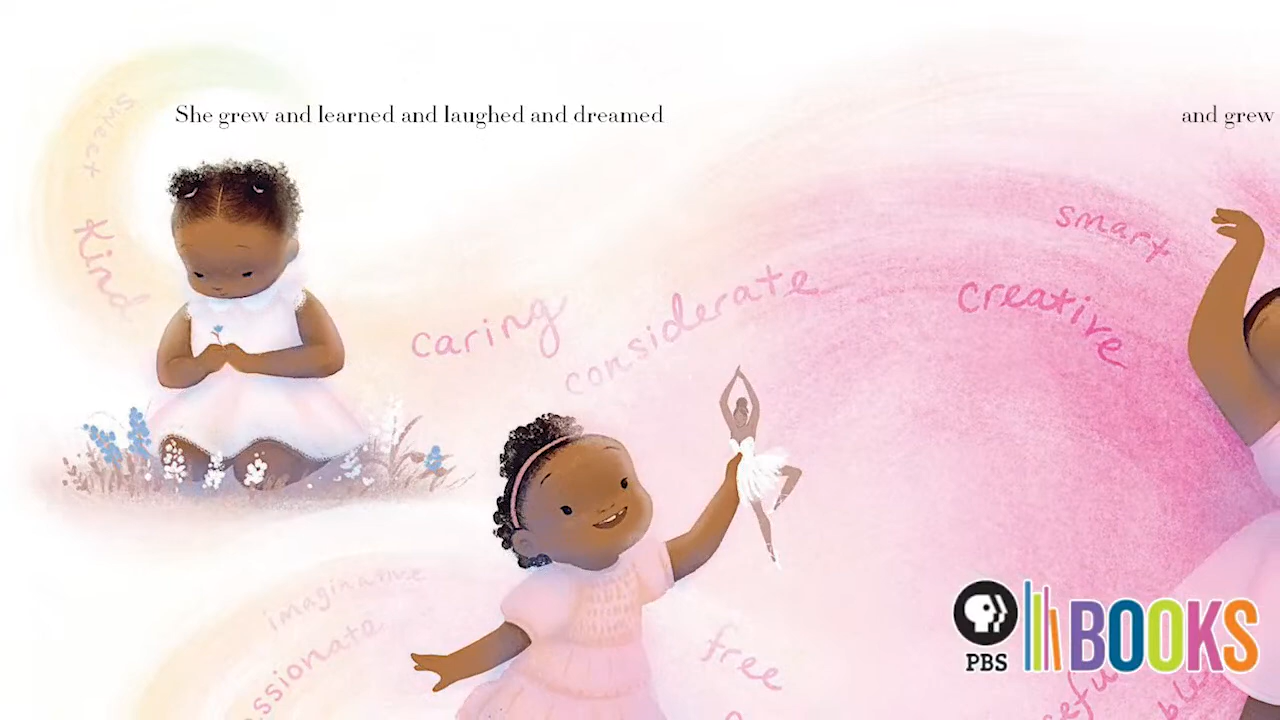 She grew and learned and laughed and dreamed
and grew
sweet
Kind
caring
considerate
smart
creative
imaginative
free
PBS
BOOKS